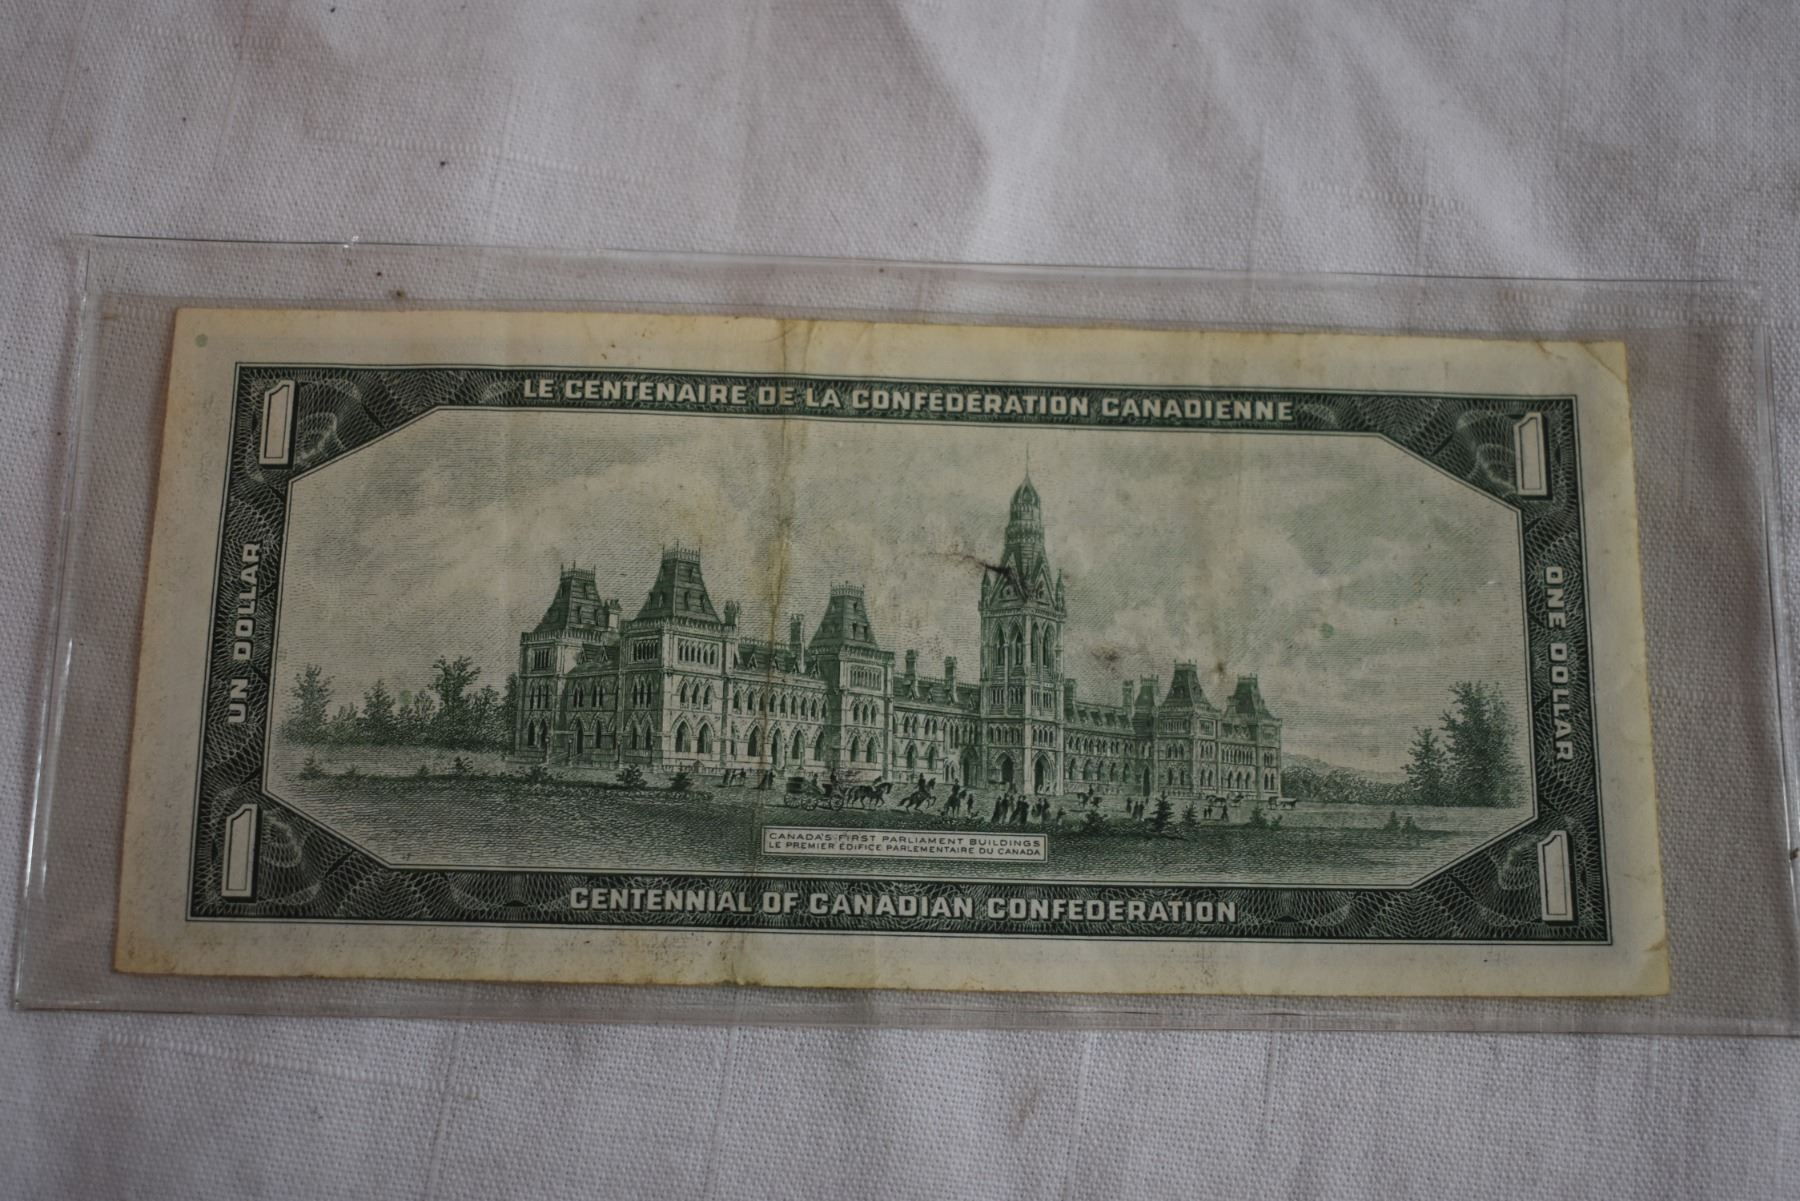 1
LE CENTENAIRE DE LA CONFÉDÉRATION CANADIENNE
1
UN DOLLAR
ONE DOLLAR
CANADA'S FIRST PARLIAMENT BUILDINGS
LE PREMIER ÉDIFICE PARLEMENTAIRE DU CANADA
1
CENTENNIAL OF CANADIAN CONFEDERATION
1